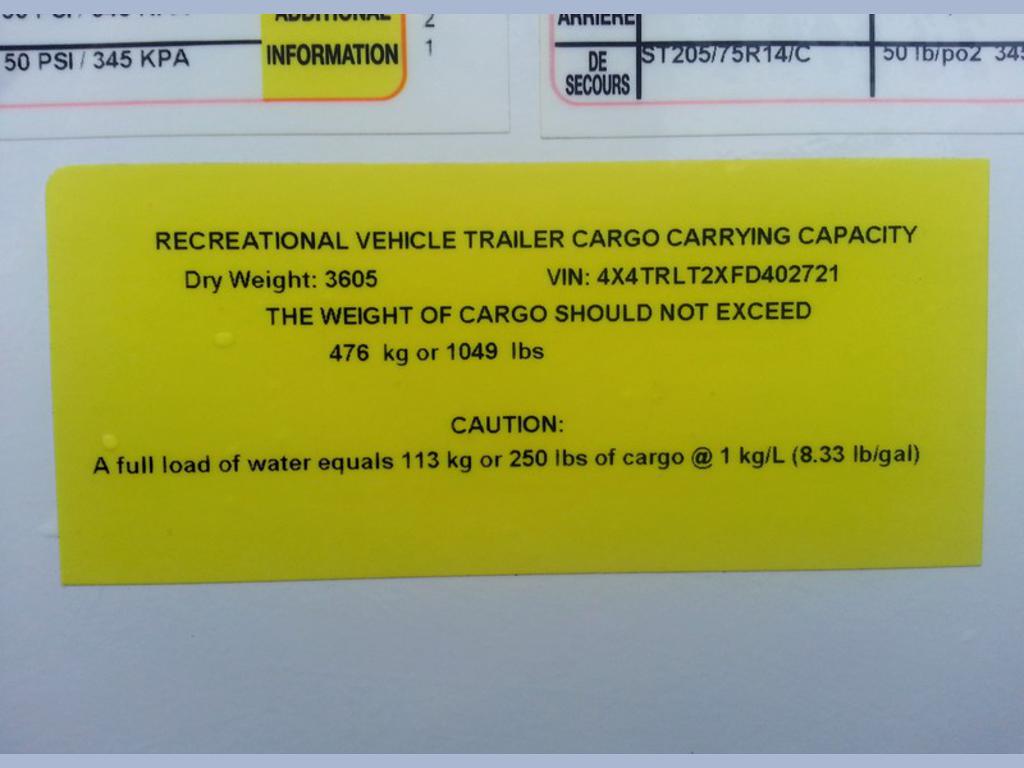 ADDITIONAL
INFORMATION
50 PSI / 345 KPA
2
1
ARRIERE
DE
SECOURS
ST205/75R14/C
50 lb/po2 345
RECREATIONAL VEHICLE TRAILER CARGO CARRYING CAPACITY
Dry Weight: 3605 VIN: 4X4TRLT2XFD402721
THE WEIGHT OF CARGO SHOULD NOT EXCEED
476 kg or 1049 lbs
CAUTION:
A full load of water equals 113 kg or 250 lbs of cargo @ 1 kg/L (8.33 lb/gal)